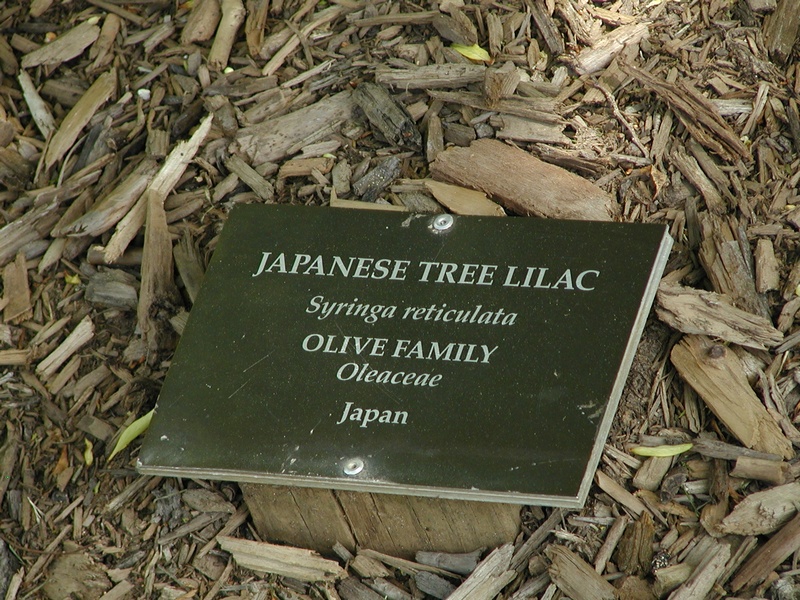 JAPANESE TREE LILAC
Syringa reticulata
OLIVE FAMILY
Oleaceae
Japan